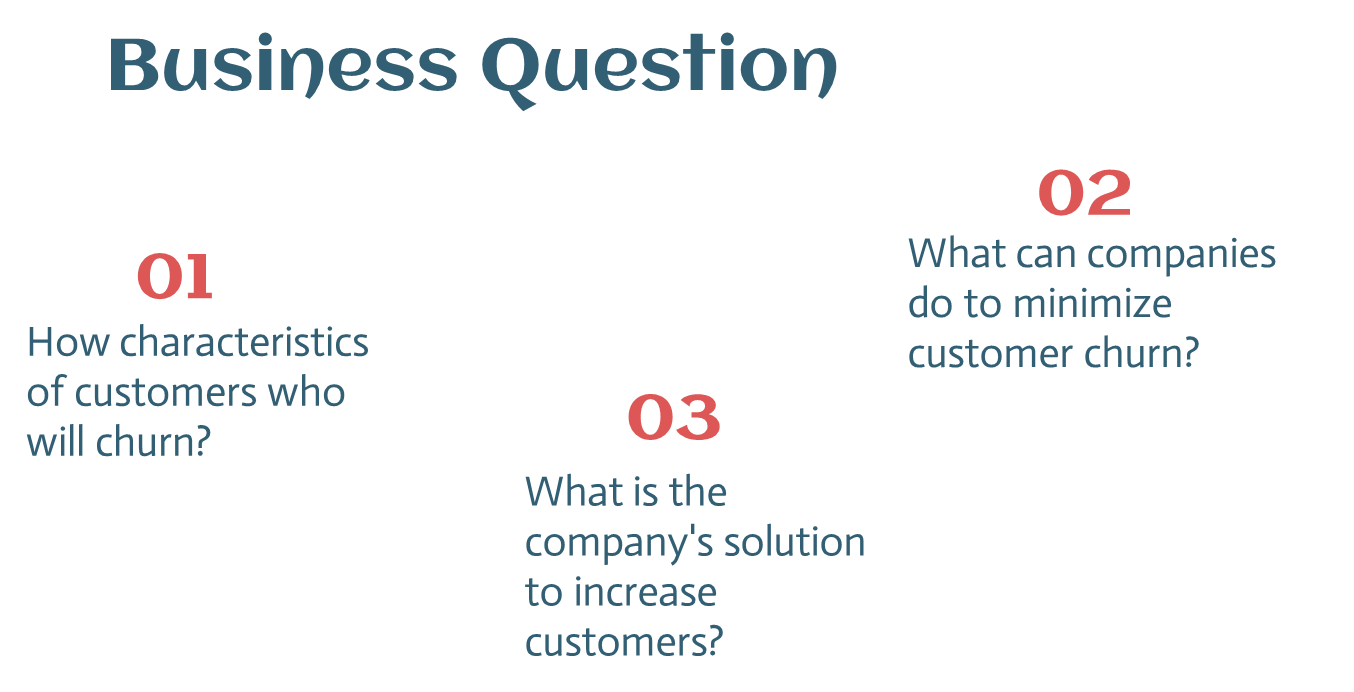 Business Question
01
How characteristics
of customers who
will churn?
02
What can companies
do to minimize
customer churn?
03
What is the
company's solution
to increase
customers?